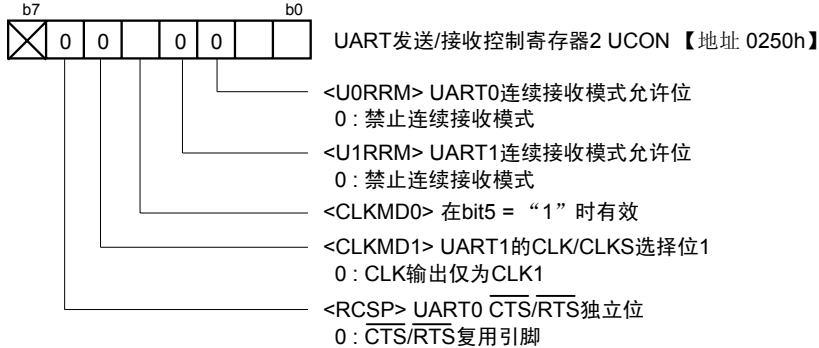 b7 b0
0 0 0 0 UART发送/接收控制寄存器2 UCON 【地址 0250h】
<U0RRM> UART0连续接收模式允许位
0 : 禁止连续接收模式
<U1RRM> UART1连续接收模式允许位
0 : 禁止连续接收模式
<CLKMD0> 在bit5 = “1”时有效
<CLKMD1> UART1的CLK/CLKS选择位1
0 : CLK输出仅为CLK1
<RCSP> UART0 CTS/RTS独立位
0 : CTS/RTS复用引脚